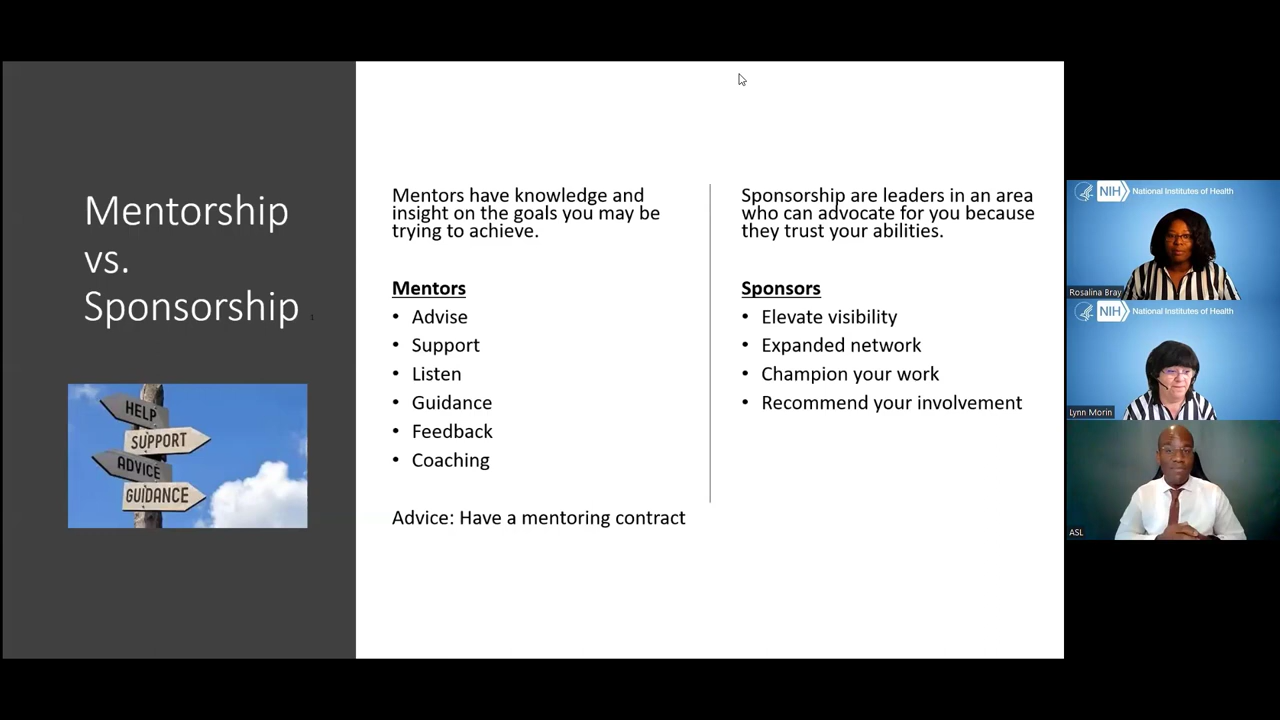 Mentorship
vs.
Sponsorship 1
HELP
SUPPORT
ADVICE
GUIDANCE
Mentors have knowledge and
insight on the goals you may be
trying to achieve.
Mentors
• Advise
• Support
• Listen
• Guidance
• Feedback
• Coaching
Advice: Have a mentoring contract
Sponsorship are leaders in an area
who can advocate for you because
they trust your abilities.
Sponsors
• Elevate visibility
• Expanded network
• Champion your work
• Recommend your involvement
NIH National Institutes of Health
Rosalina Bray
NIH National Institutes of Health
Lynn Morin
ASL